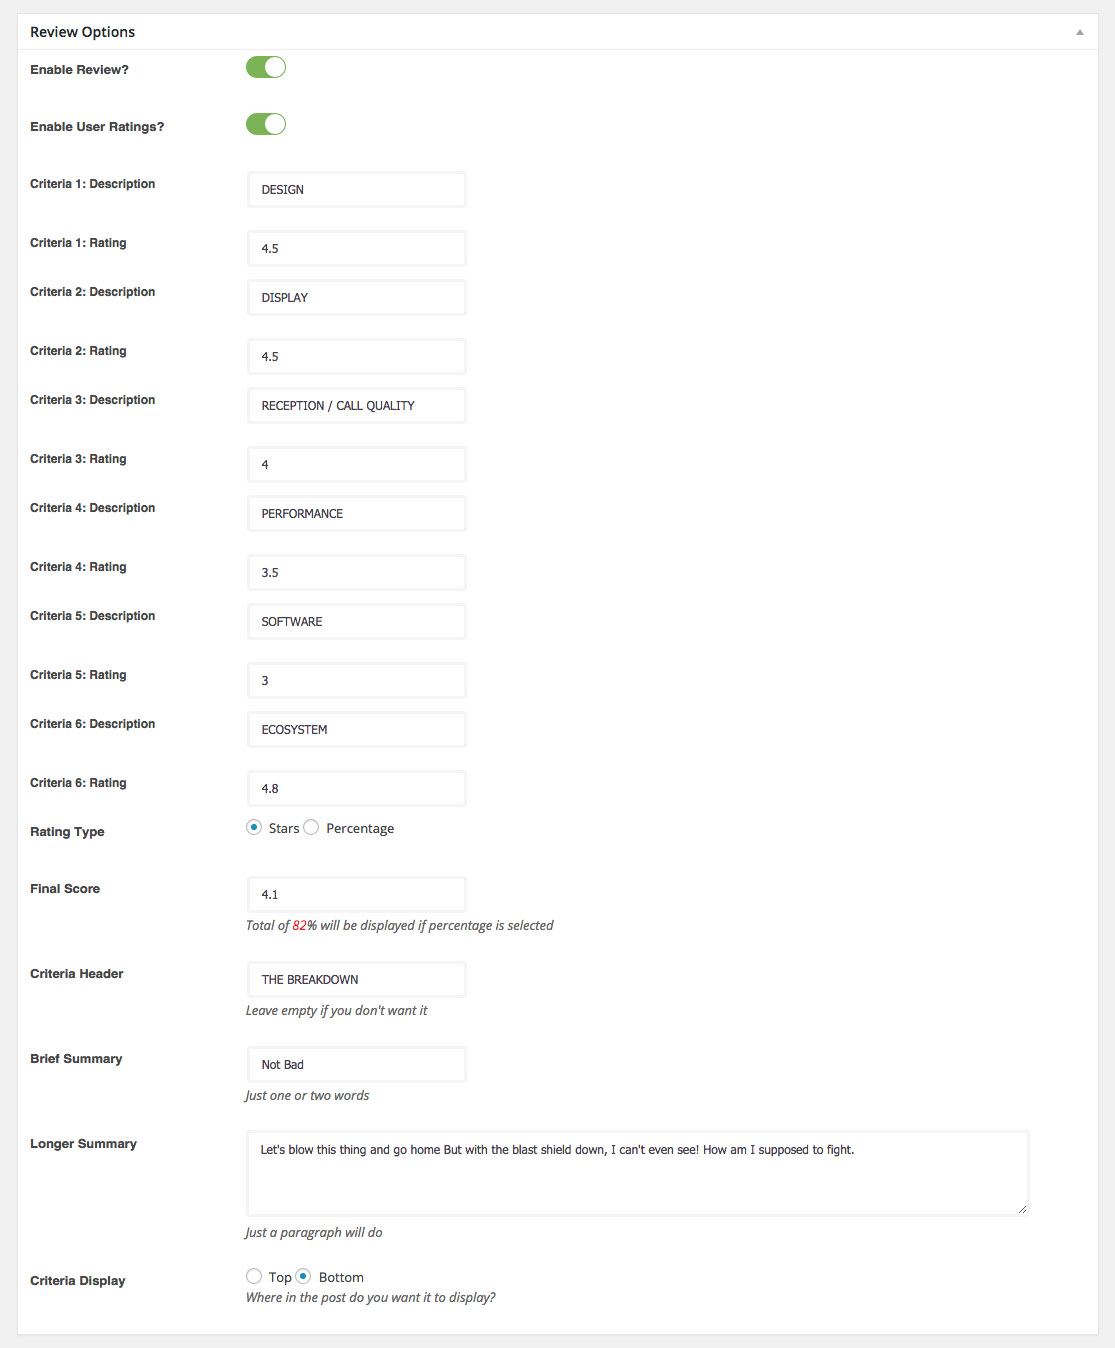 Review Options
Enable Review?
Enable User Ratings?
Criteria 1: Description DESIGN
Criteria 1: Rating 4.5
Criteria 2: Description DISPLAY
Criteria 2: Rating 4.5
Criteria 3: Description RECEPTION / CALL QUALITY
Criteria 3: Rating 4
Criteria 4: Description PERFORMANCE
Criteria 4: Rating 3.5
Criteria 5: Description SOFTWARE
Criteria 5: Rating 3
Criteria 6: Description ECOSYSTEM
Criteria 6: Rating 4.8
Rating Type Stars Percentage
Final Score 4.1
Total of 82% will be displayed if percentage is selected
Criteria Header THE BREAKDOWN
Leave empty if you don't want it
Brief Summary Not Bad
Just one or two words
Longer Summary Let's blow this thing and go home But with the blast shield down, I can't even see! How am I supposed to fight.
Just a paragraph will do
Criteria Display Top Bottom
Where in the post do you want it to display?